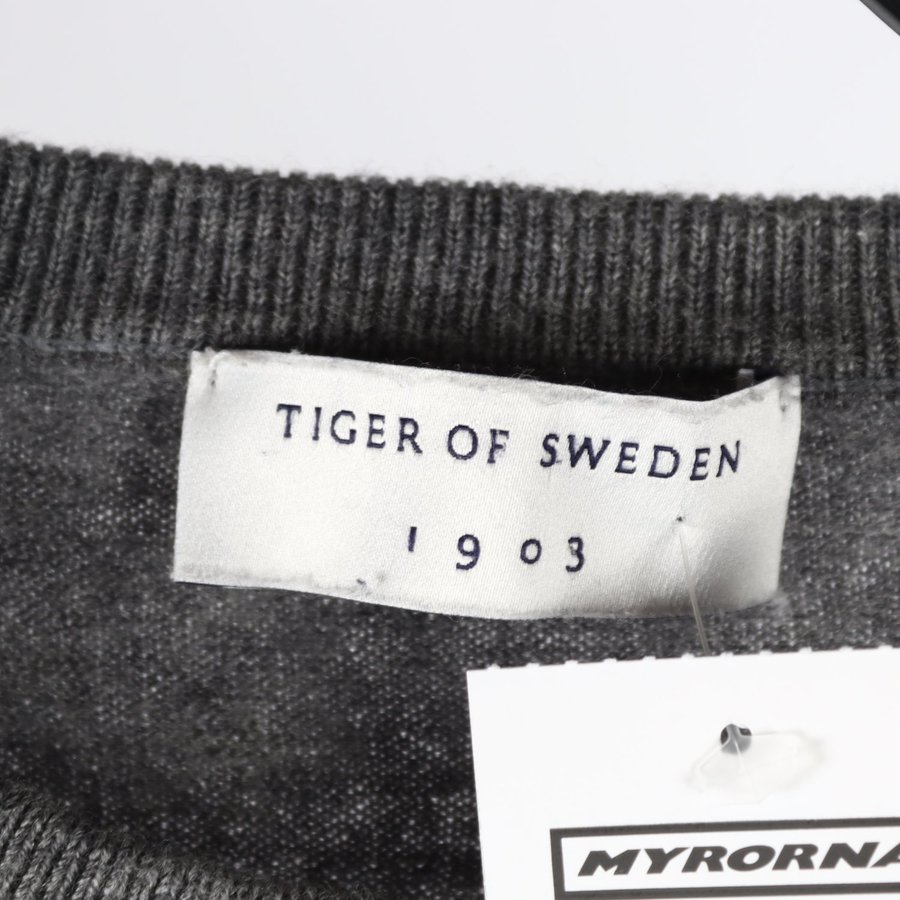 TIGER OF SWEDEN
1903
MYRORNA